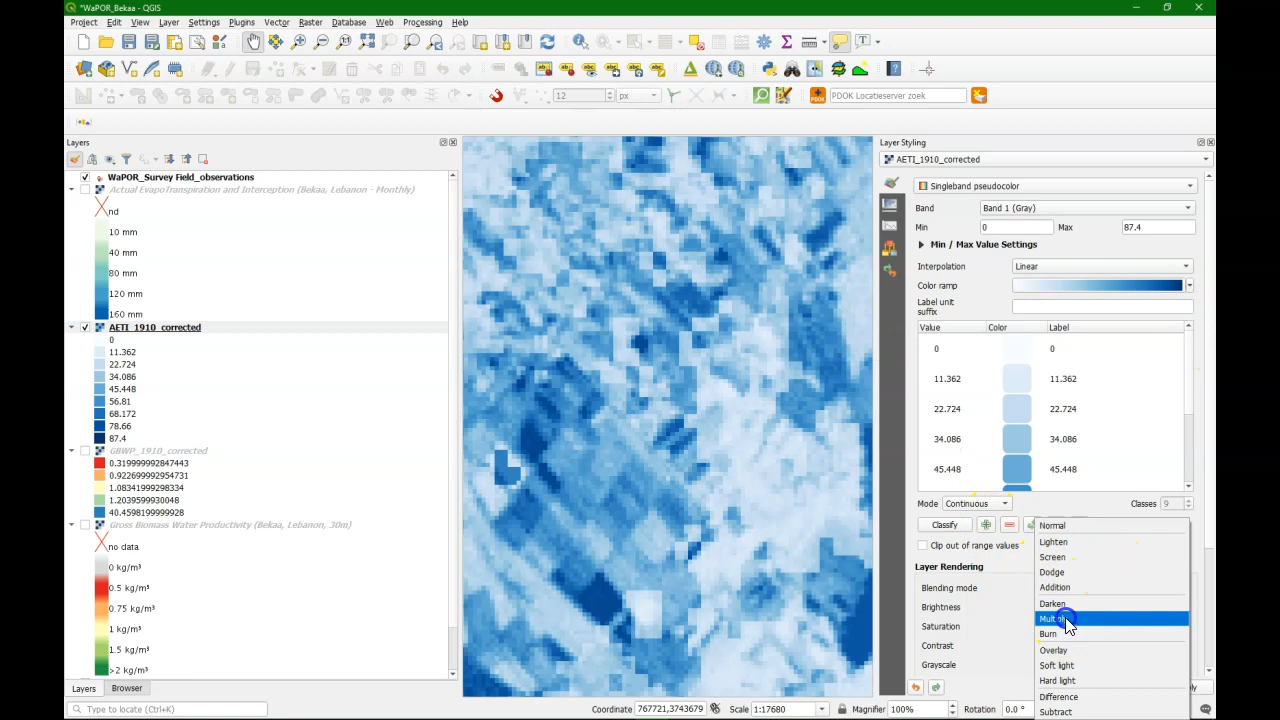 *WaPOR_Bekaa - QGIS
Project Edit View Layer Settings Plugins Vector Raster Database Web Processing Help
12 px PDOK Locatieserver zoek
Layers
WaPOR_Survey Field_observations
Actual EvapoTranspiration and Interception (Bekaa, Lebanon - Monthly)
nd
10 mm
40 mm
80 mm
120 mm
160 mm
AETI_1910_corrected
0
11.362
22.724
34.086
45.448
56.81
68.172
78.66
87.4
GBWP_1910_corrected
0.319999992847443
0.922699992954731
1.08341999298334
1.2039599930048
40.4598199999928
Gross Biomass Water Productivity (Bekaa, Lebanon, 30m)
no data
0 kg/m³
0.5 kg/m³
0.75 kg/m³
1 kg/m³
1.5 kg/m³
>2 kg/m³
Layers Browser
Layer Styling
AETI_1910_corrected
Singleband pseudocolor
Band Band 1 (Gray)
Min 0 Max 87.4
Min / Max Value Settings
Interpolation Linear
Color ramp
Label unit
suffix
Value Color Label
0 0
11.362 11.362
22.724 22.724
34.086 34.086
45.448 45.448
Mode Continuous Classes 9
Classify
Clip out of range values
Layer Rendering
Blending mode
Brightness
Saturation
Contrast
Grayscale
Normal
Lighten
Screen
Dodge
Addition
Darken
Burn
Overlay
Soft light
Hard light
Difference
Subtract
Type to locate (Ctrl+K) Coordinate 767721,3743679 Scale 1:17680 Magnifier 100% Rotation 0.0 °